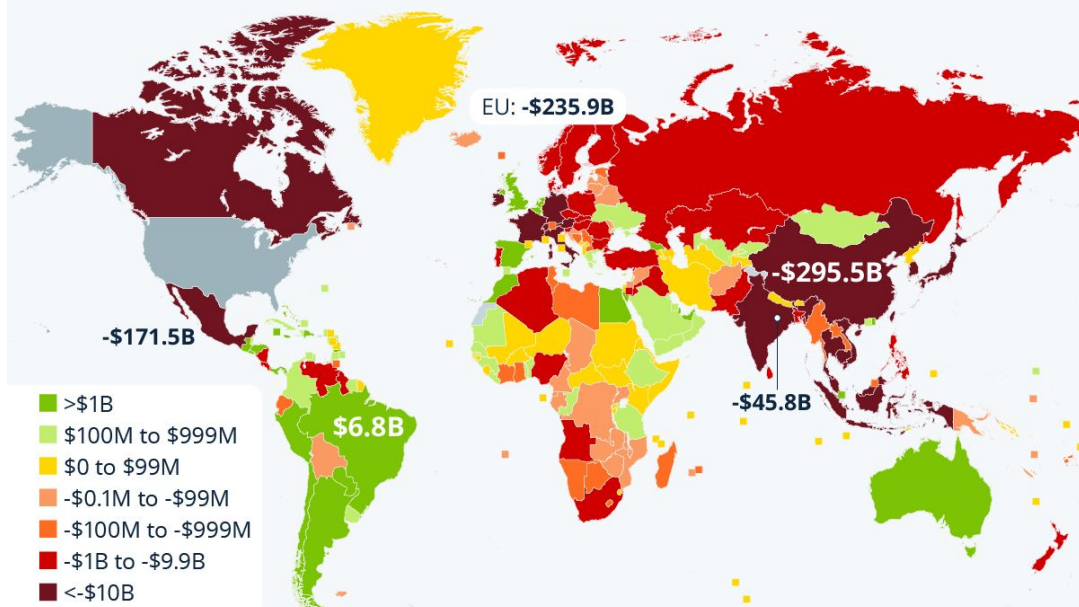 EU: -$235.9B
-$295.5B
-$171.5B
-$45.8B
$6.8B
>$1B
$100M to $999M
$0 to $99M
-$0.1M to -$99M
-$100M to -$999M
-$1B to -$9.9B
<-$10B